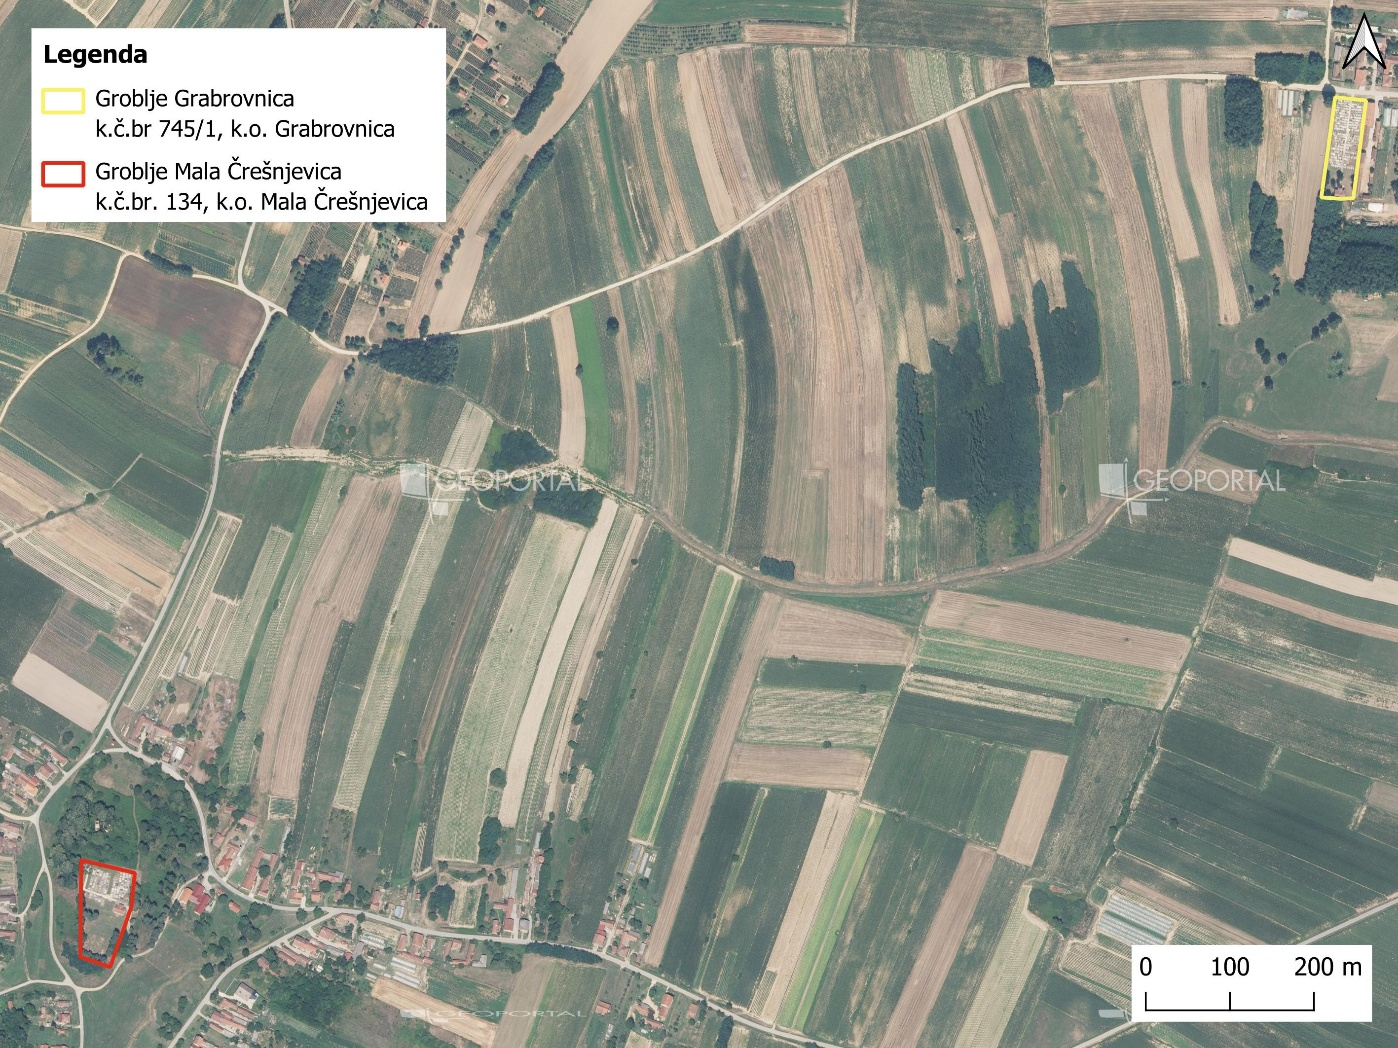 Legenda
Groblje Grabrovnica
k.č.br 745/1, k.o. Grabrovnica
Groblje Mala Črešnjevica
k.č.br. 134, k.o. Mala Črešnjevica
GEOPORTAL
GEOPORTAL
GEOPORTAL
0 100 200 m